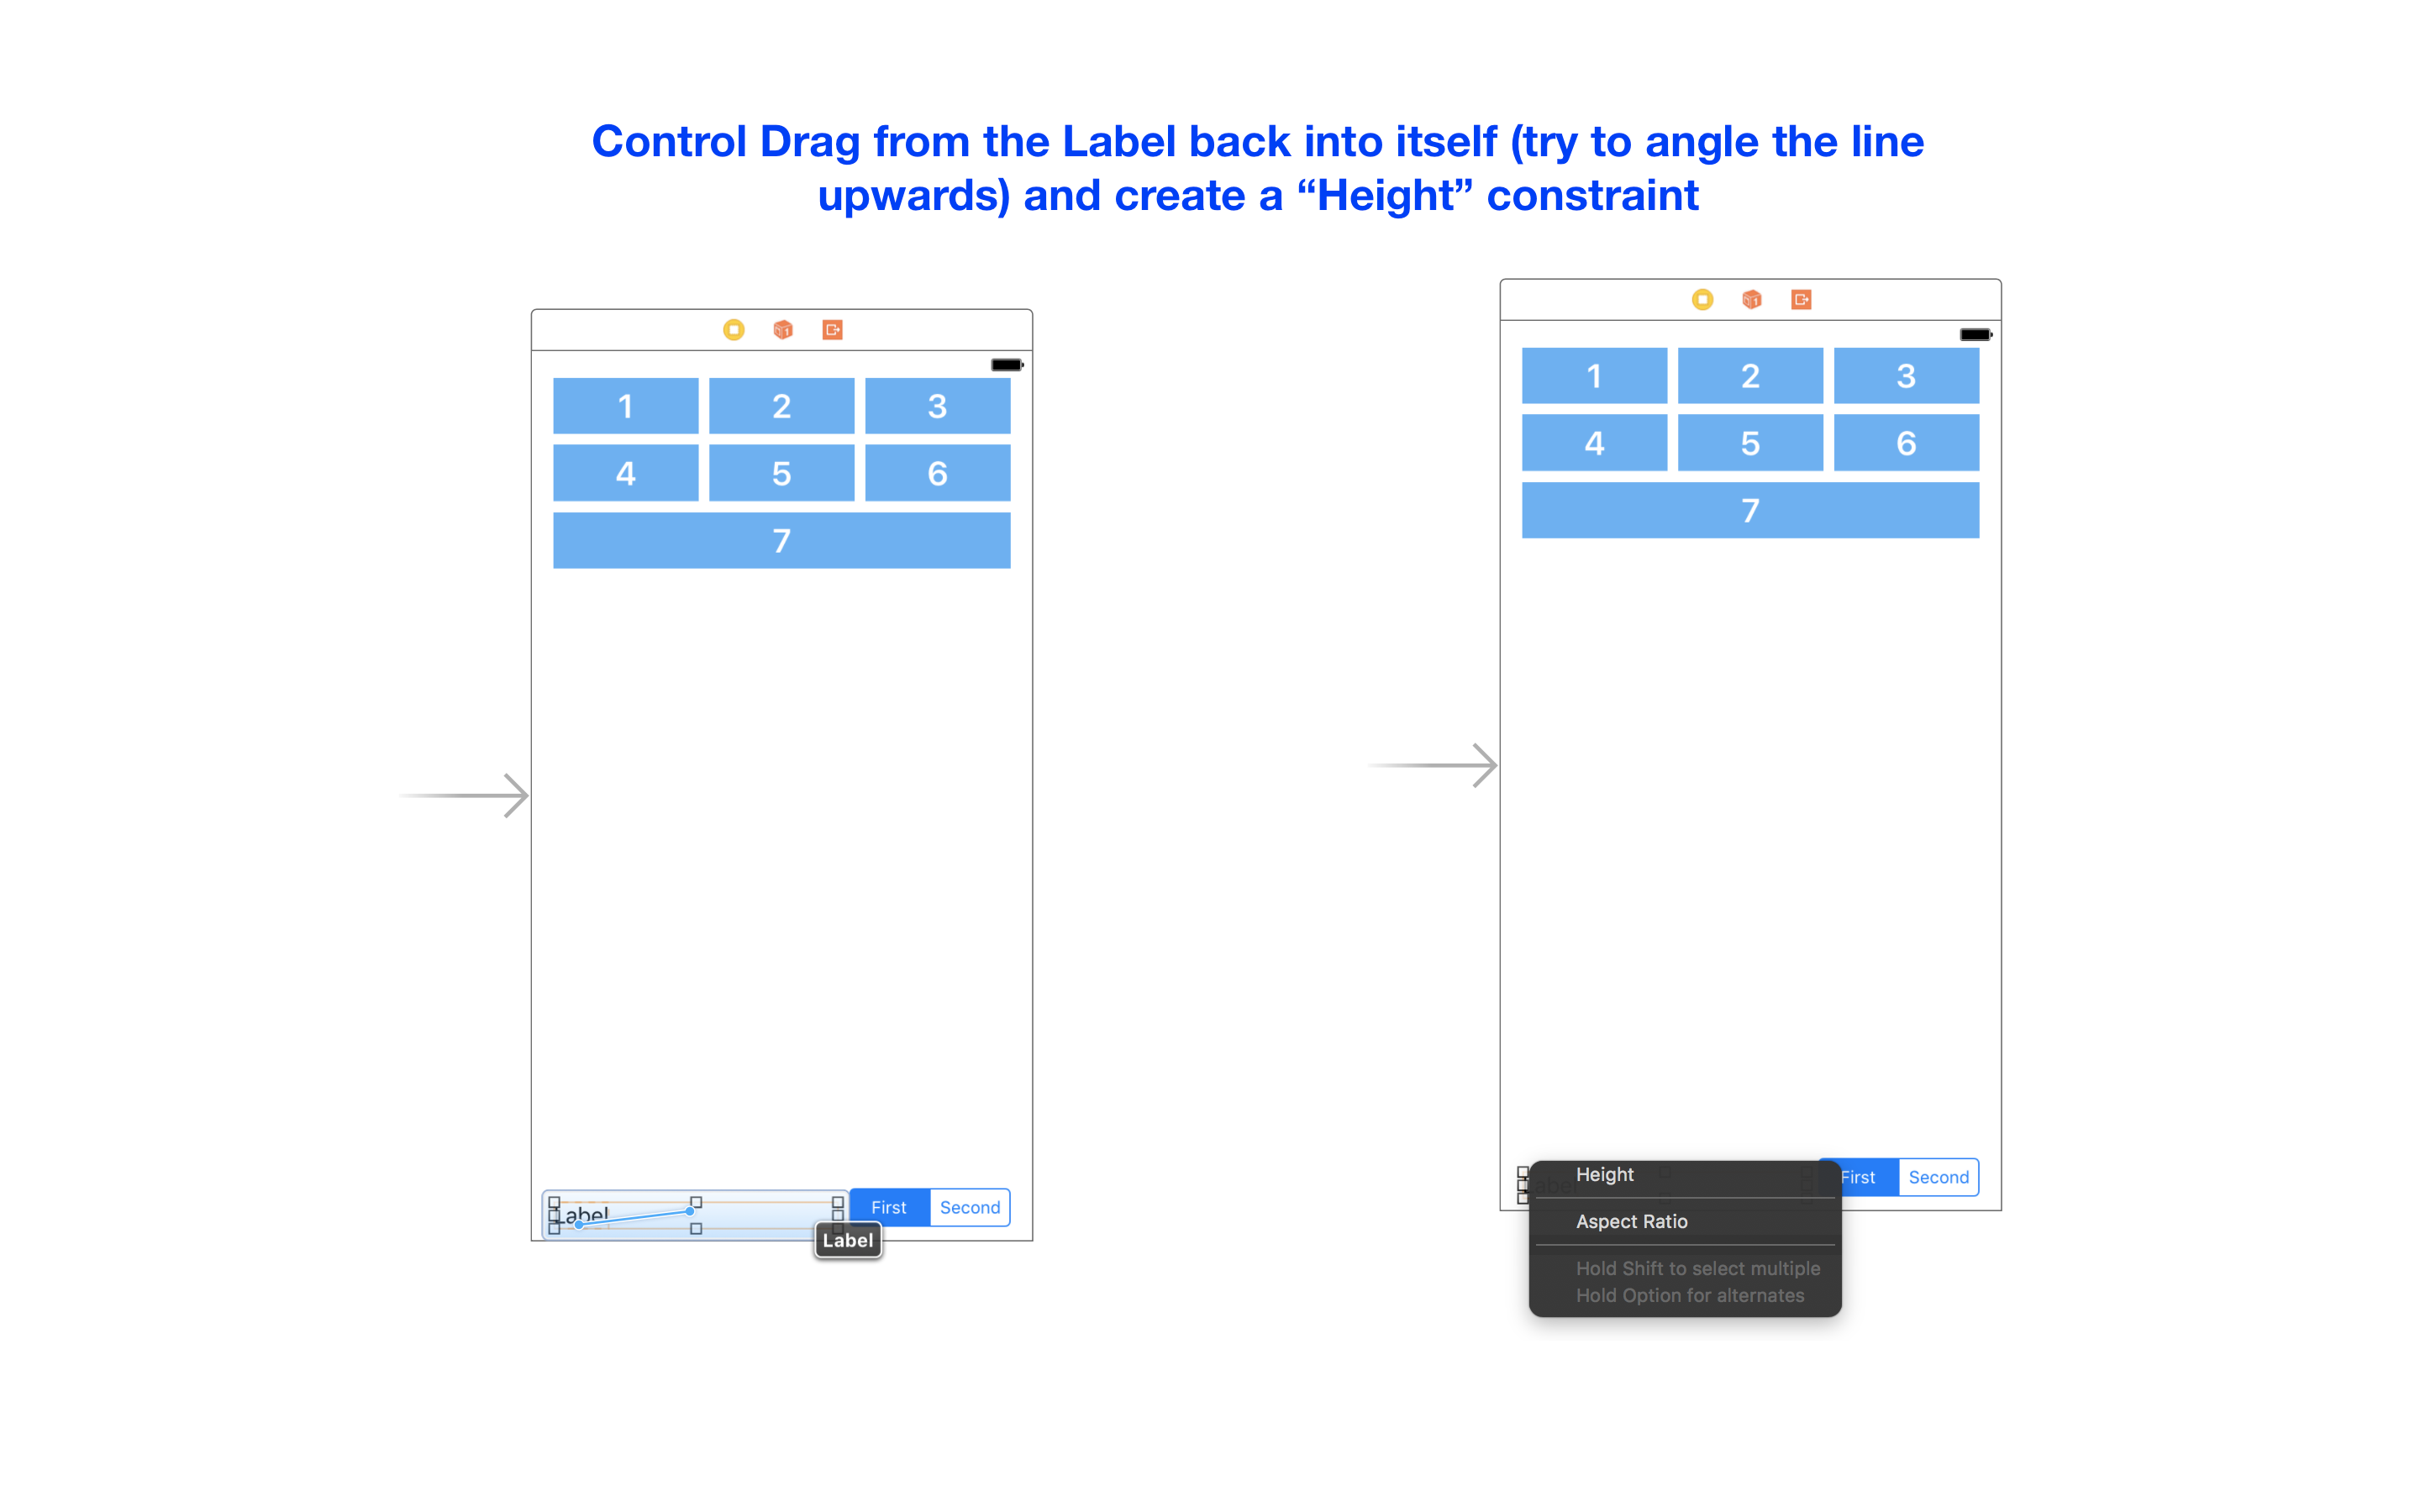 Control Drag from the Label back into itself (try to angle the line
upwards) and create a “Height” constraint
1 2 3
4 5 6
7
Label
First Second
Label
1 2 3
4 5 6
7
First Second
Height
Aspect Ratio
Hold Shift to select multiple
Hold Option for alternates